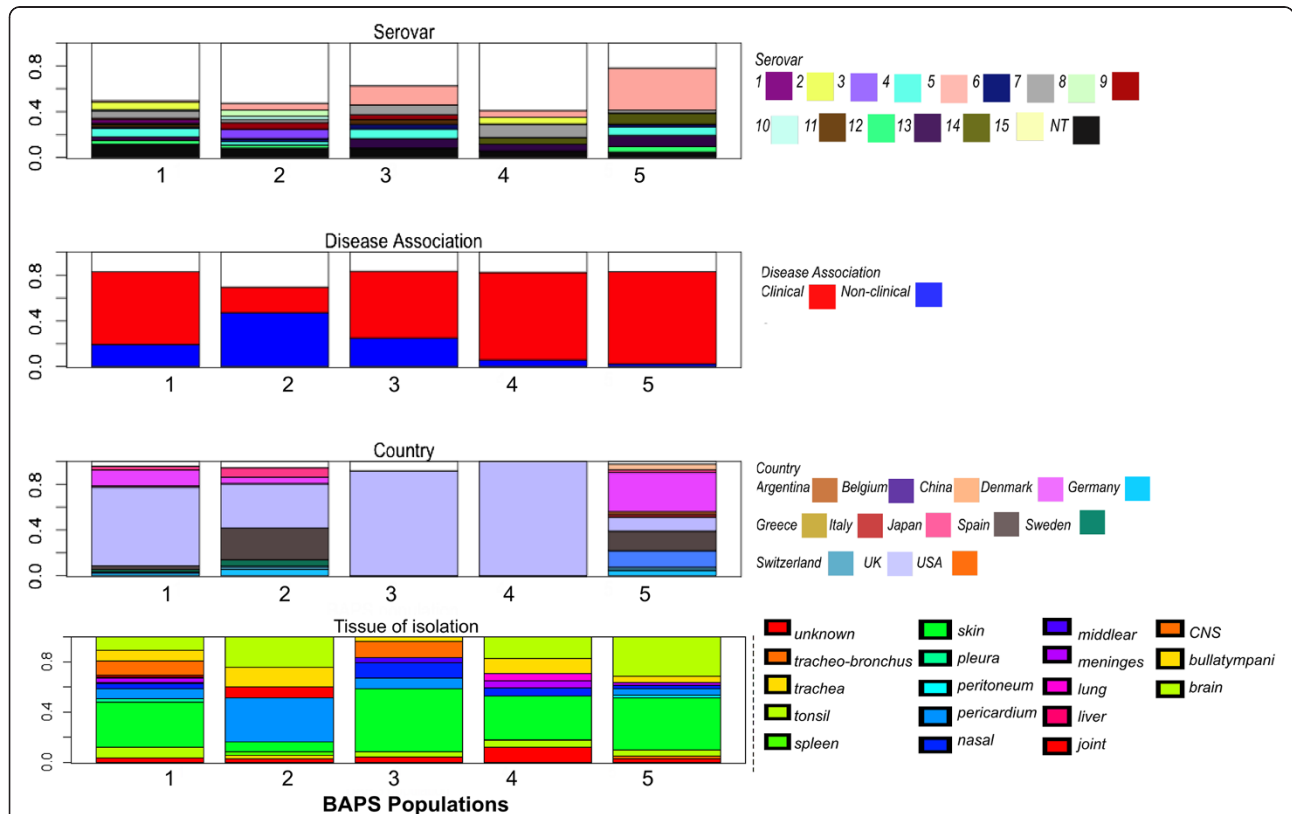 Serovar
0.8
0.4
0.0
1 2 3 4 5
Serovar
1 2 3 4 5 6 7 8 9
10 11 12 13 14 15 NT
Disease Association
0.8
0.4
0.0
1 2 3 4 5
Disease Association
Clinical Non-clinical
Country
0.8
0.4
0.0
1 2 3 4 5
Country
Argentina Belgium China Denmark Germany
Greece Italy Japan Spain Sweden
Switzerland UK USA
Tissue of isolation
0.8
0.4
0.0
1 2 3 4 5
BAPS Populations
unknown skin middlear CNS
tracheo-bronchus pleura meninges bullatympani
trachea peritoneum lung brain
tonsil pericardium liver
spleen nasal joint